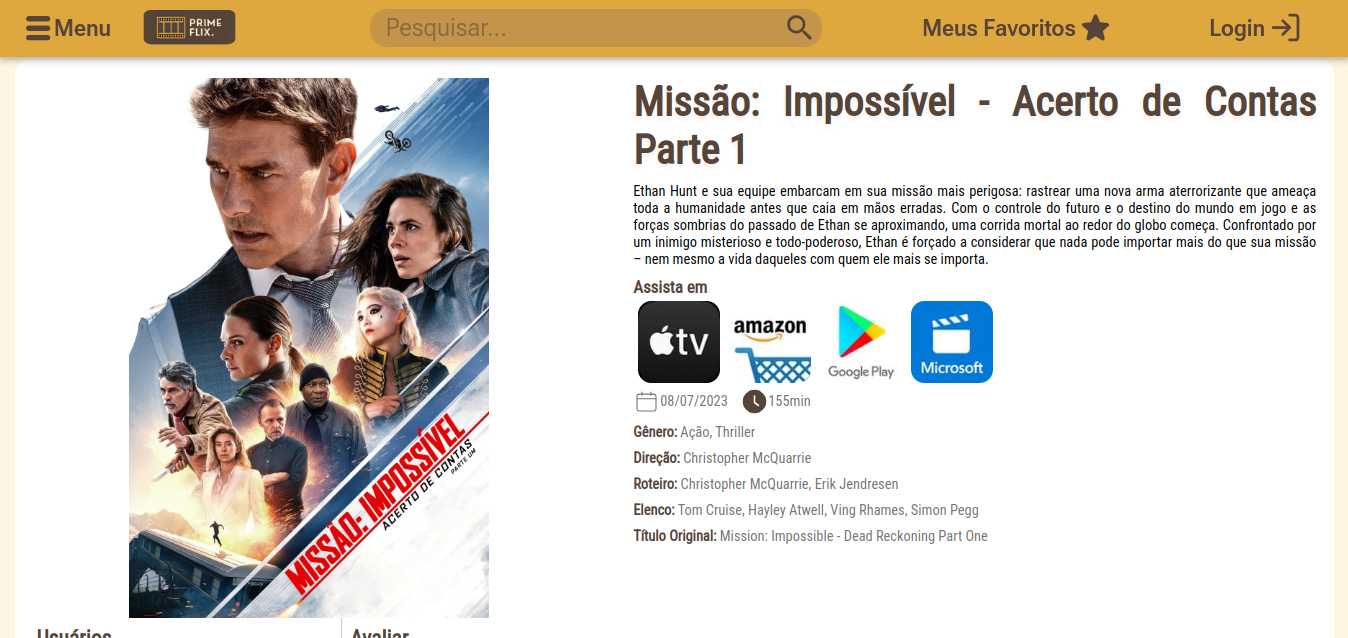 Menu
PRIME
FLIX.
Pesquisar...
Meus Favoritos
Login
MISSÃO: IMPOSSÍVEL
ACERTO DE CONTAS
PARTE UM
Missão: Impossível - Acerto de Contas
Parte 1
Ethan Hunt e sua equipe embarcam em sua missão mais perigosa: rastrear uma nova arma aterrorizante que ameaça
toda a humanidade antes que caia em mãos erradas. Com o controle do futuro e o destino do mundo em jogo e as
forças sombrias do passado de Ethan se aproximando, uma corrida mortal ao redor do globo começa. Confrontado por
um inimigo misterioso e todo-poderoso, Ethan é forçado a considerar que nada pode importar mais do que sua missão
– nem mesmo a vida daqueles com quem ele mais se importa.
Assista em
tv
amazon
Google Play
Microsoft
08/07/2023 155min
Gênero: Ação, Thriller
Direção: Christopher McQuarrie
Roteiro: Christopher McQuarrie, Erik Jendresen
Elenco: Tom Cruise, Hayley Atwell, Ving Rhames, Simon Pegg
Título Original: Mission: Impossible - Dead Reckoning Part One
Usuários
Avaliar